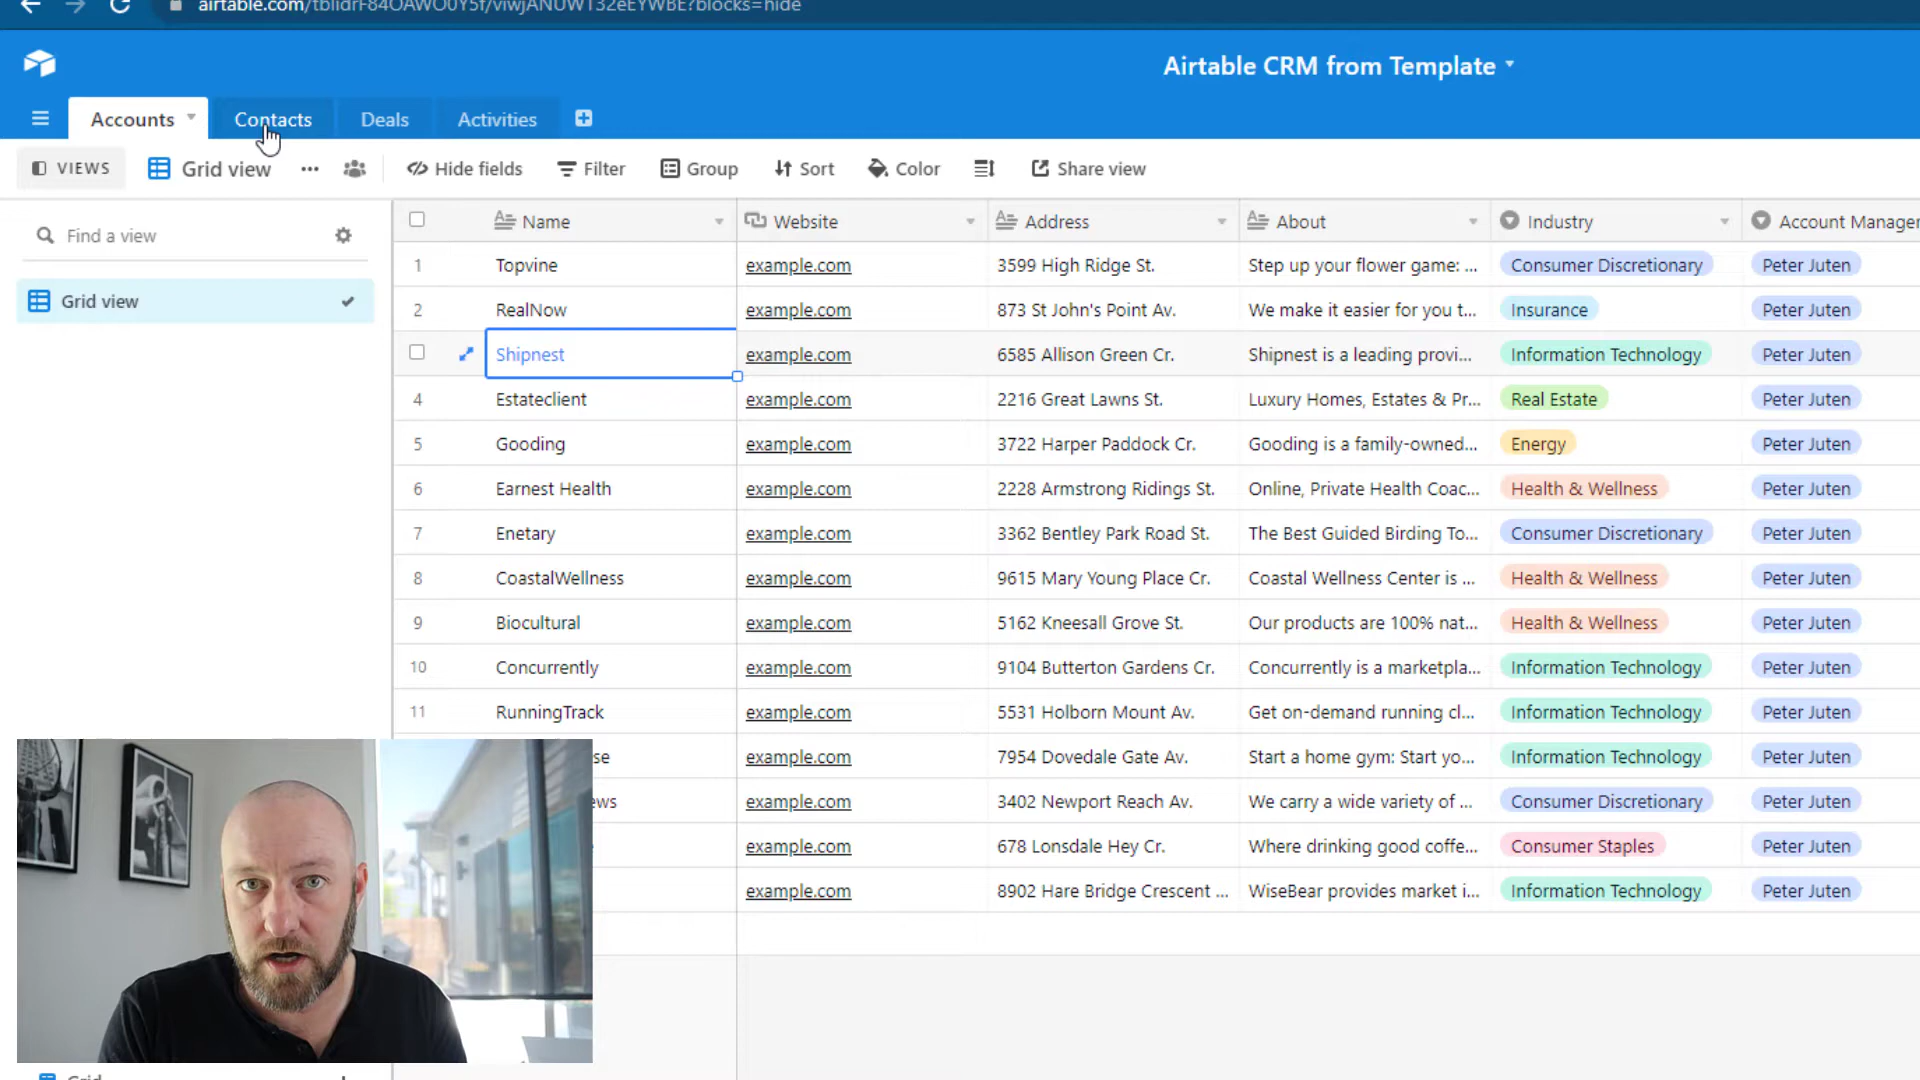 airtable.com/tblidrF84OAWO0Y5f/viwjANUWT32eEYWBE?blocks=hide
Airtable CRM from Template
Accounts Contacts Deals Activities
VIEWS Grid view Hide fields Filter Group Sort Color Share view
Find a view
Grid view
Name Website Address About Industry Account Manager
1 Topvine example.com 3599 High Ridge St. Step up your flower game: ... Consumer Discretionary Peter Juten
2 RealNow example.com 873 St John's Point Av. We make it easier for you t... Insurance Peter Juten
Shipnest example.com 6585 Allison Green Cr. Shipnest is a leading provi... Information Technology Peter Juten
4 Estateclient example.com 2216 Great Lawns St. Luxury Homes, Estates & Pr... Real Estate Peter Juten
5 Gooding example.com 3722 Harper Paddock Cr. Gooding is a family-owned... Energy Peter Juten
6 Earnest Health example.com 2228 Armstrong Ridings St. Online, Private Health Coac... Health & Wellness Peter Juten
7 Enetary example.com 3362 Bentley Park Road St. The Best Guided Birding To... Consumer Discretionary Peter Juten
8 CoastalWellness example.com 9615 Mary Young Place Cr. Coastal Wellness Center is ... Health & Wellness Peter Juten
9 Biocultural example.com 5162 Kneesall Grove St. Our products are 100% nat... Health & Wellness Peter Juten
10 Concurrently example.com 9104 Butterton Gardens Cr. Concurrently is a marketpla... Information Technology Peter Juten
11 RunningTrack example.com 5531 Holborn Mount Av. Get on-demand running cl... Information Technology Peter Juten
se example.com 7954 Dovedale Gate Av. Start a home gym: Start yo... Information Technology Peter Juten
ews example.com 3402 Newport Reach Av. We carry a wide variety of ... Consumer Discretionary Peter Juten
example.com 678 Lonsdale Hey Cr. Where drinking good coffe... Consumer Staples Peter Juten
example.com 8902 Hare Bridge Crescent ... WiseBear provides market i... Information Technology Peter Juten
Grid